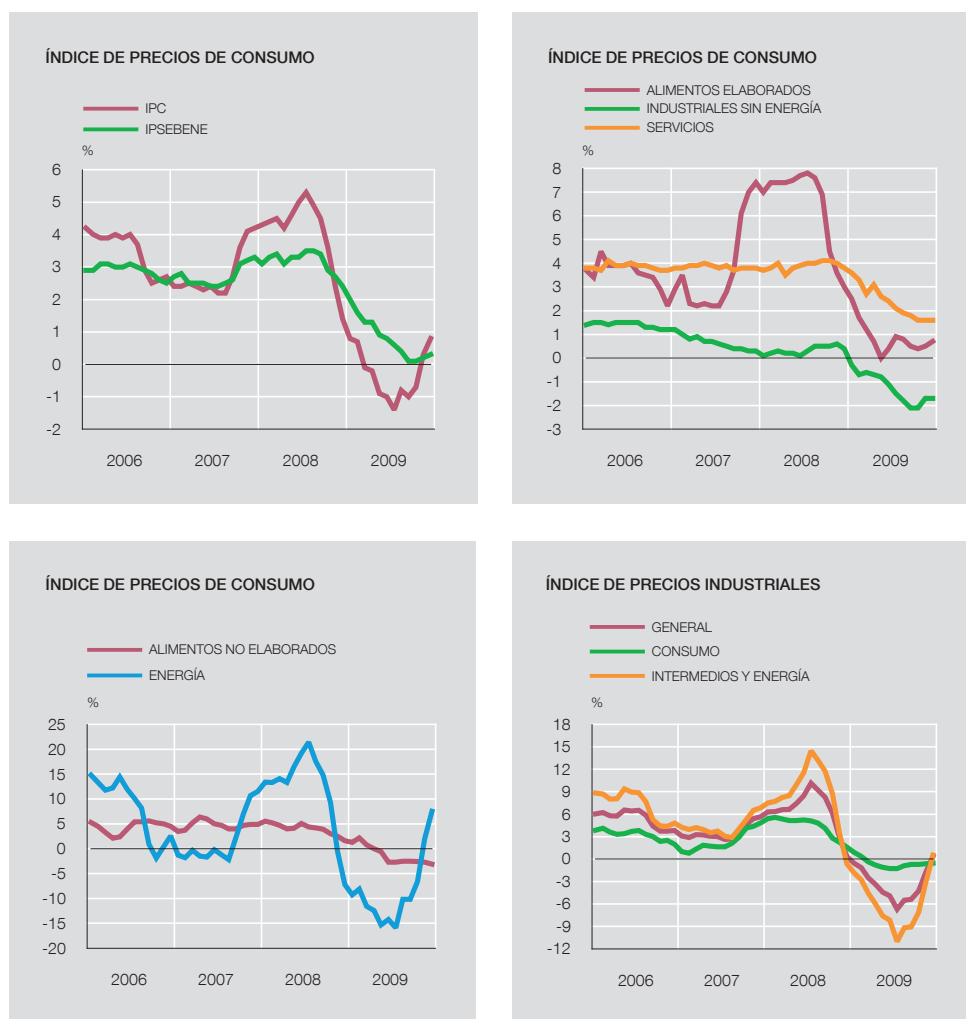 ÍNDICE DE PRECIOS DE CONSUMO
IPC
IPSEBENE
%
6
5
4
3
2
1
0
-1
-2
2006 2007 2008 2009
ÍNDICE DE PRECIOS DE CONSUMO
ALIMENTOS ELABORADOS
INDUSTRIALES SIN ENERGÍA
SERVICIOS
%
8
7
6
5
4
3
2
1
0
-1
-2
-3
2006 2007 2008 2009
ÍNDICE DE PRECIOS DE CONSUMO
ALIMENTOS NO ELABORADOS
ENERGÍA
%
25
20
15
10
5
0
-5
-10
-15
-20
2006 2007 2008 2009
ÍNDICE DE PRECIOS INDUSTRIALES
GENERAL
CONSUMO
INTERMEDIOS Y ENERGÍA
%
18
15
12
9
6
3
0
-3
-6
-9
-12
2006 2007 2008 2009